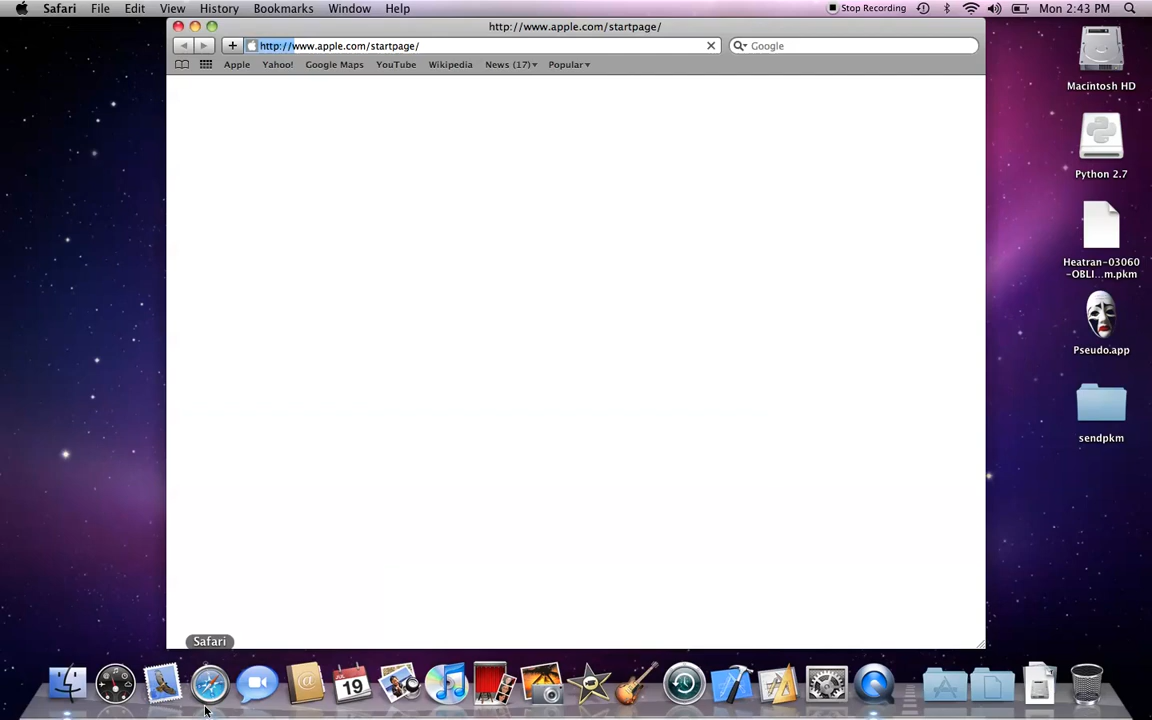 Safari File Edit View History Bookmarks Window Help Stop Recording Mon 2:43 PM
http://www.apple.com/startpage/
http://www.apple.com/startpage/ Google
Apple Yahoo! Google Maps YouTube Wikipedia News (17) Popular
Macintosh HD
Python 2.7
Heatran-03060
-OBLI...m.pkm
Pseudo.app
sendpkm
Safari
19